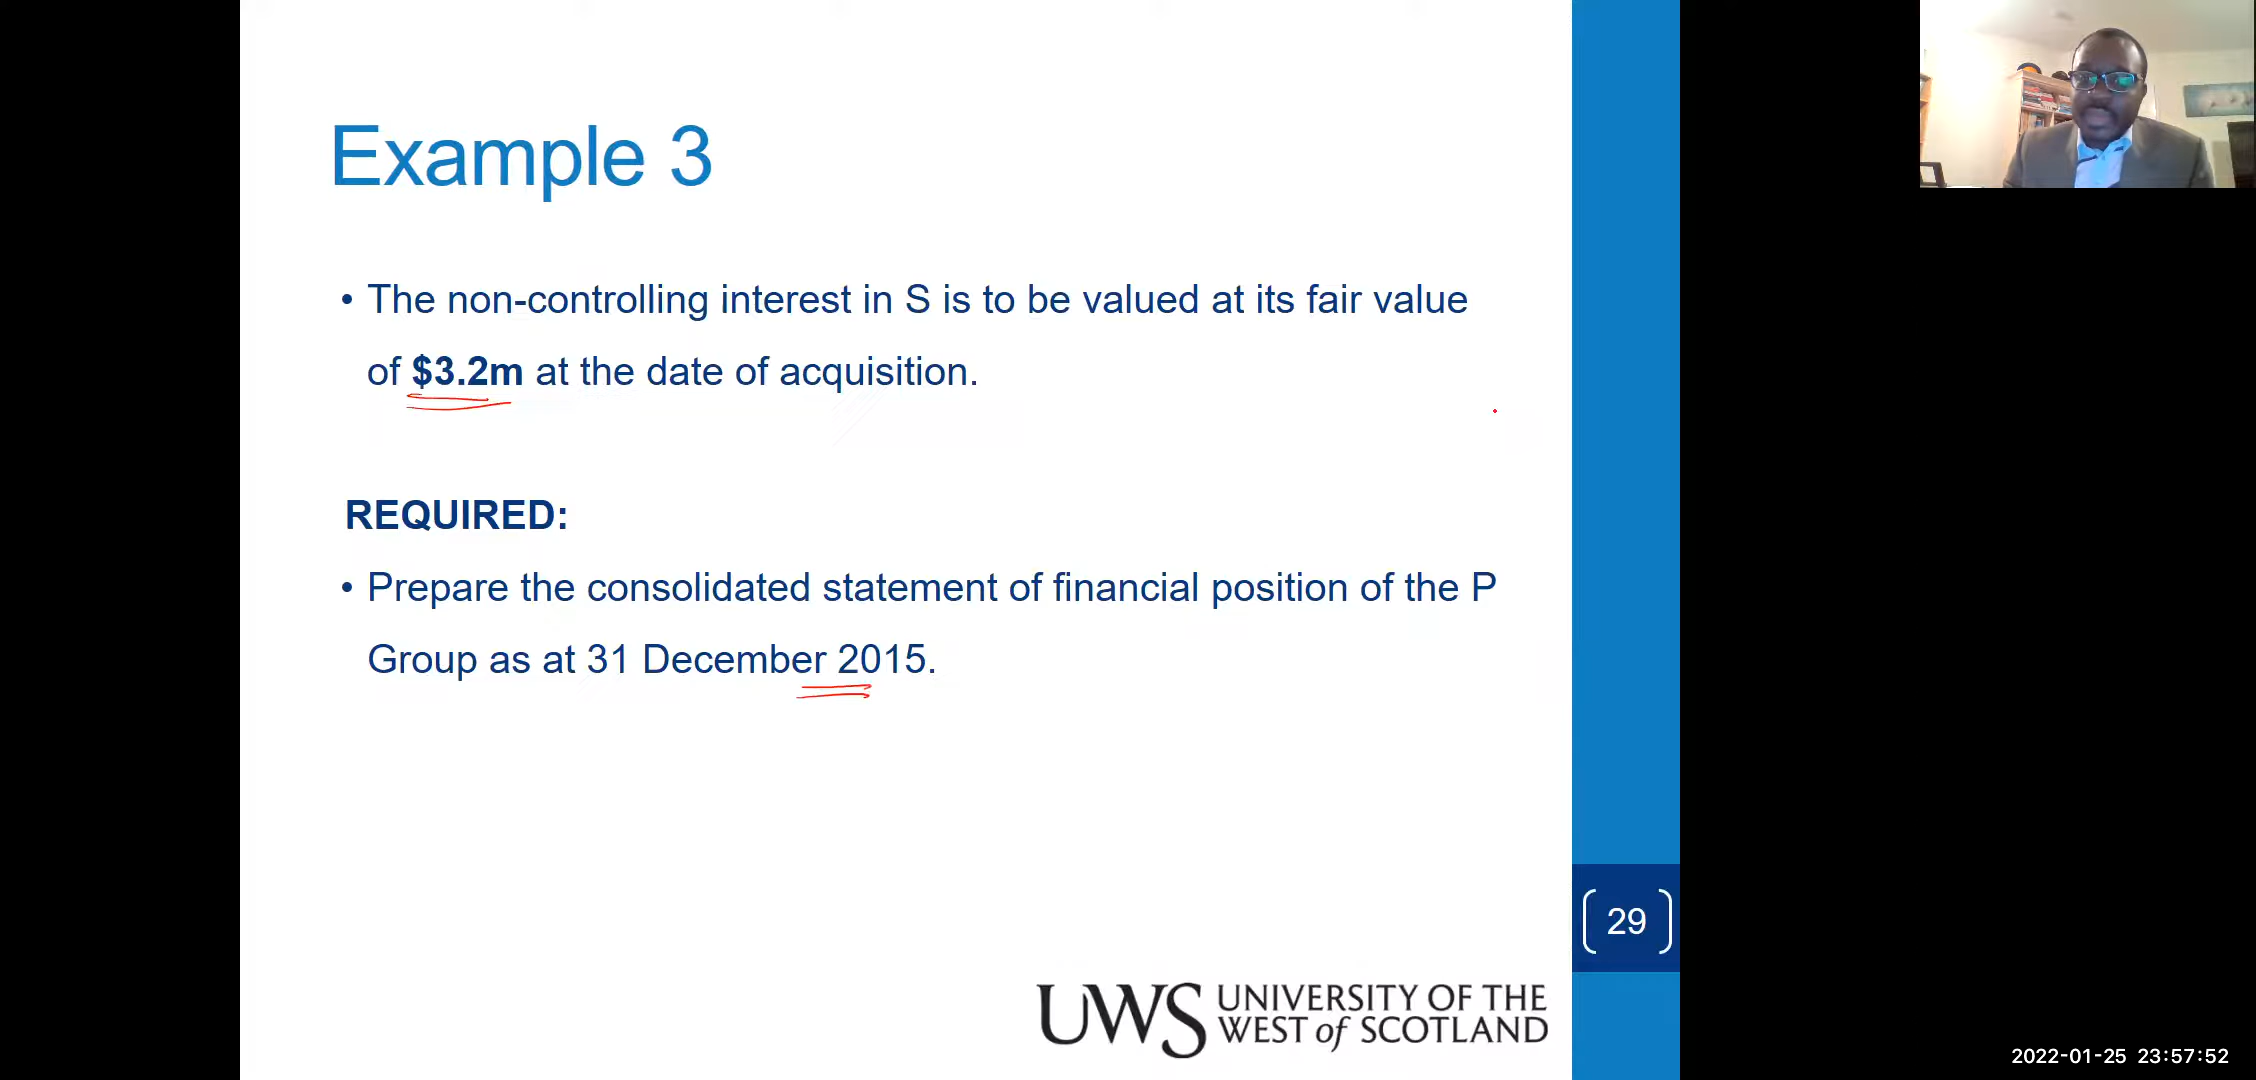 Example 3
• The non-controlling interest in S is to be valued at its fair value
of $3.2m at the date of acquisition.
REQUIRED:
• Prepare the consolidated statement of financial position of the P
Group as at 31 December 2015.
29
UWS UNIVERSITY OF THE
WEST of SCOTLAND
2022-01-25 23:57:52